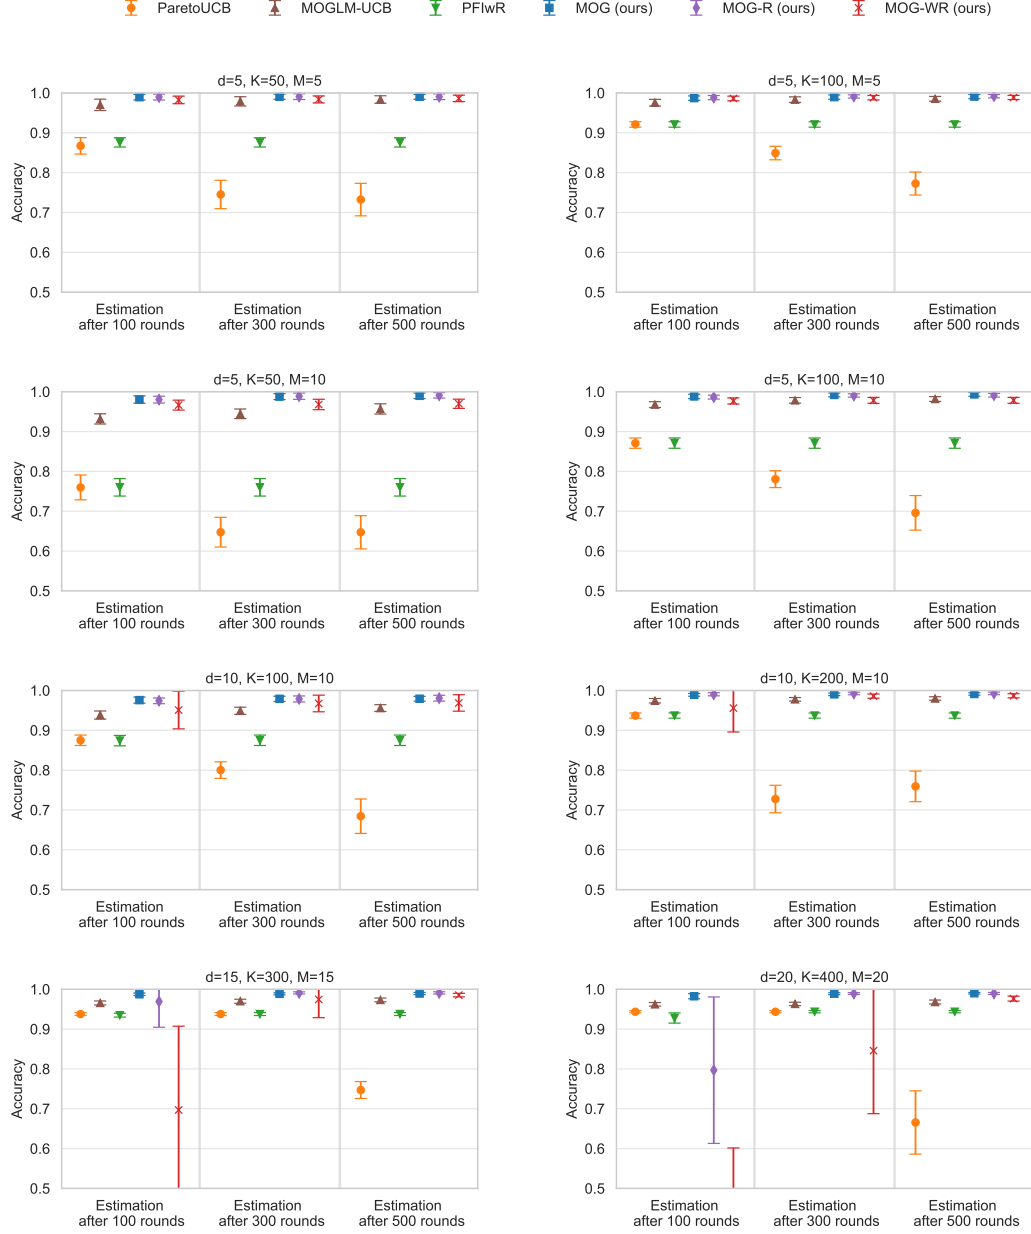 ParetoUCB MOGLM-UCB PFIwR MOG (ours) MOG-R (ours) MOG-WR (ours)
d=5, K=50, M=5
Accuracy
1.0
0.9
0.8
0.7
0.6
0.5
Estimation
after 100 rounds
Estimation
after 300 rounds
Estimation
after 500 rounds
d=5, K=100, M=5
Accuracy
1.0
0.9
0.8
0.7
0.6
0.5
Estimation
after 100 rounds
Estimation
after 300 rounds
Estimation
after 500 rounds
d=5, K=50, M=10
Accuracy
1.0
0.9
0.8
0.7
0.6
0.5
Estimation
after 100 rounds
Estimation
after 300 rounds
Estimation
after 500 rounds
d=5, K=100, M=10
Accuracy
1.0
0.9
0.8
0.7
0.6
0.5
Estimation
after 100 rounds
Estimation
after 300 rounds
Estimation
after 500 rounds
d=10, K=100, M=10
Accuracy
1.0
0.9
0.8
0.7
0.6
0.5
Estimation
after 100 rounds
Estimation
after 300 rounds
Estimation
after 500 rounds
d=10, K=200, M=10
Accuracy
1.0
0.9
0.8
0.7
0.6
0.5
Estimation
after 100 rounds
Estimation
after 300 rounds
Estimation
after 500 rounds
d=15, K=300, M=15
Accuracy
1.0
0.9
0.8
0.7
0.6
0.5
Estimation
after 100 rounds
Estimation
after 300 rounds
Estimation
after 500 rounds
d=20, K=400, M=20
Accuracy
1.0
0.9
0.8
0.7
0.6
0.5
Estimation
after 100 rounds
Estimation
after 300 rounds
Estimation
after 500 rounds